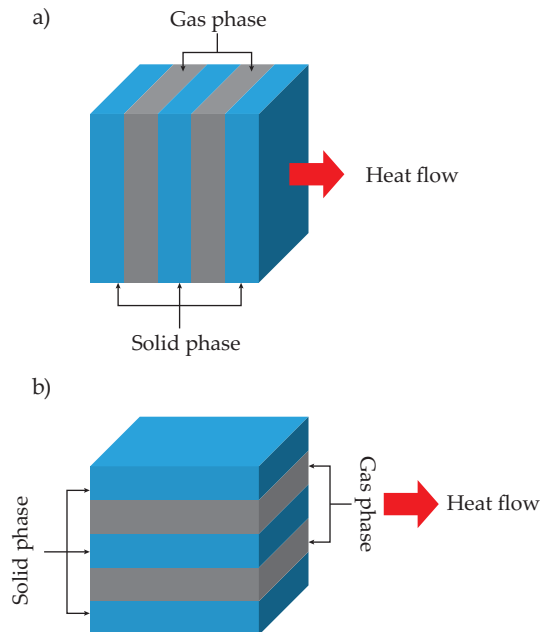 a)
Gas phase
Heat flow
Solid phase
b)
Solid phase
Gas phase
Heat flow